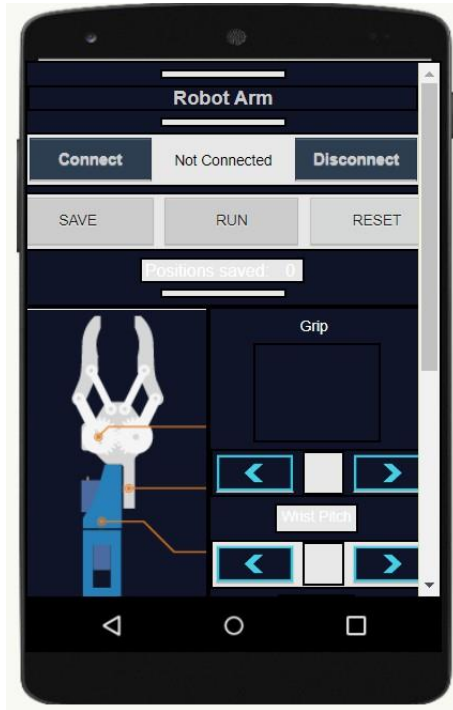 Robot Arm
Connect Not Connected Disconnect
SAVE RUN RESET
Positions saved: 0
Grip
Wrist Pitch